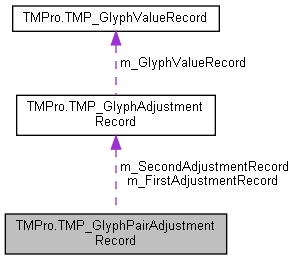 TMPro.TMP_GlyphValueRecord
m_GlyphValueRecord
TMPro.TMP_GlyphAdjustment
Record
m_SecondAdjustmentRecord
m_FirstAdjustmentRecord
TMPro.TMP_GlyphPairAdjustment
Record